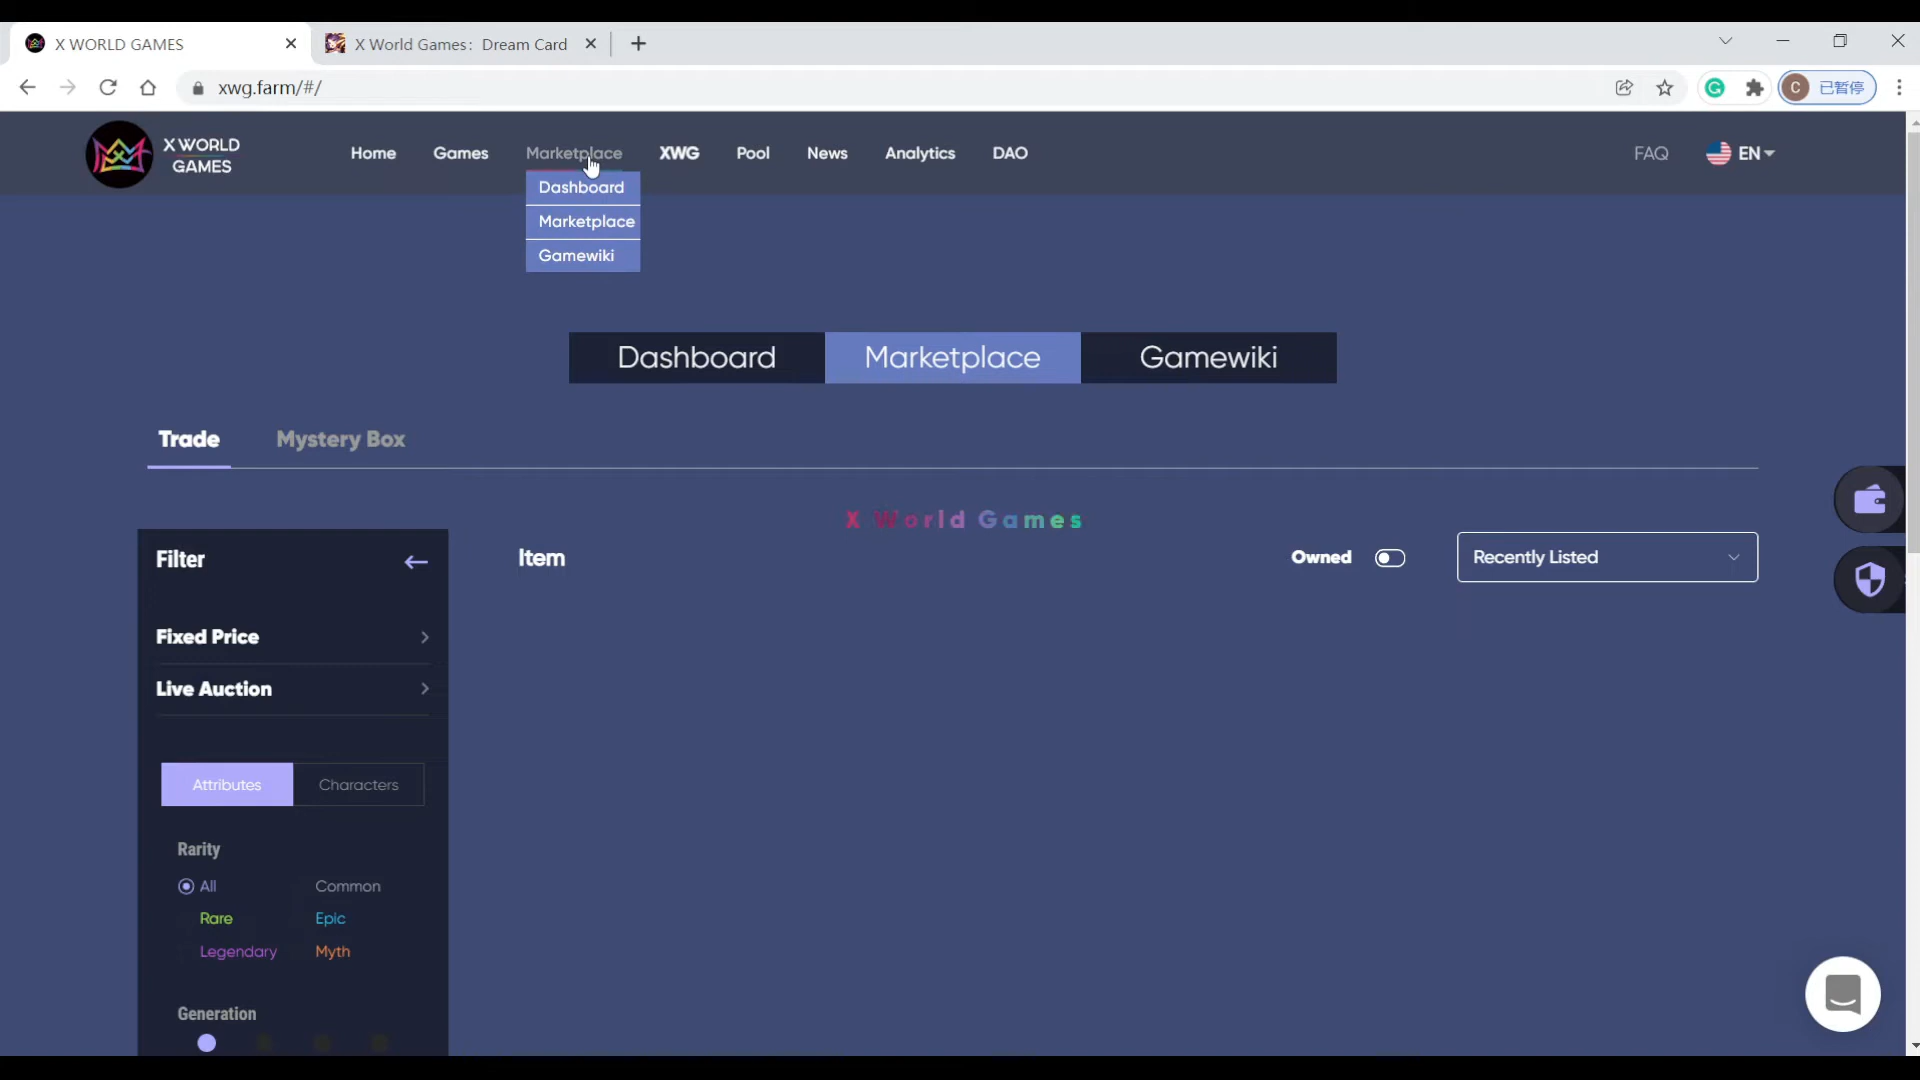 X WORLD GAMES
X World Games: Dream Card
xwg.farm/#/
C 已暂停
X WORLD
GAMES
Home Games Marketplace XWG Pool News Analytics DAO FAQ EN
Dashboard
Marketplace
Gamewiki
Dashboard Marketplace Gamewiki
Trade Mystery Box
X World Games
Filter
Item Owned Recently Listed
Fixed Price
Live Auction
Attributes Characters
Rarity
All Common
Rare Epic
Legendary Myth
Generation